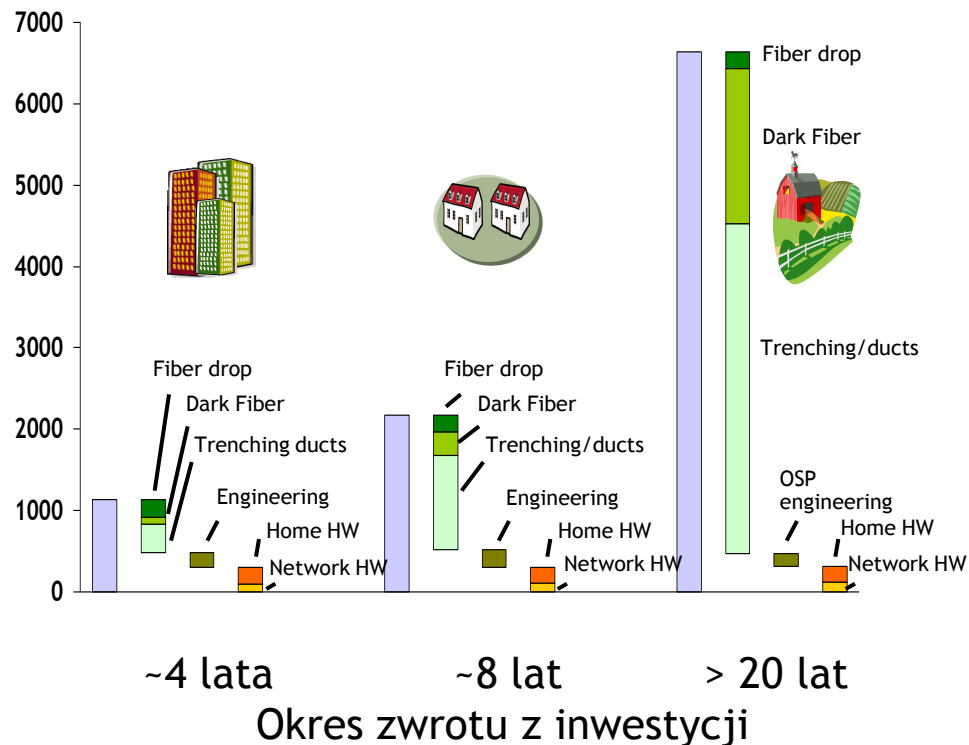 7000
6000
5000
4000
3000
2000
1000
0
Fiber drop
Dark Fiber
Trenching ducts
Engineering
Home HW
Network HW
Fiber drop
Dark Fiber
Trenching/ducts
Engineering
Home HW
Network HW
Fiber drop
Dark Fiber
Trenching/ducts
OSP
engineering
Home HW
Network HW
~4 lata
~8 lat
> 20 lat
Okres zwrotu z inwestycji